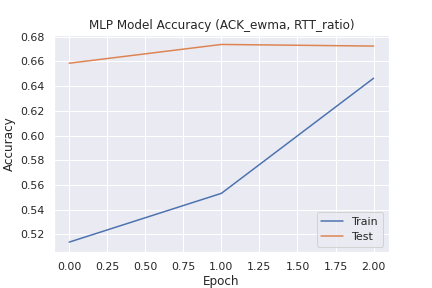 MLP Model Accuracy (ACK_ewma, RTT_ratio)
0.68
0.66
0.64
0.62
0.60
0.58
0.56
0.54
0.52
Accuracy
0.00 0.25 0.50 0.75 1.00 1.25 1.50 1.75 2.00
Epoch
Train
Test